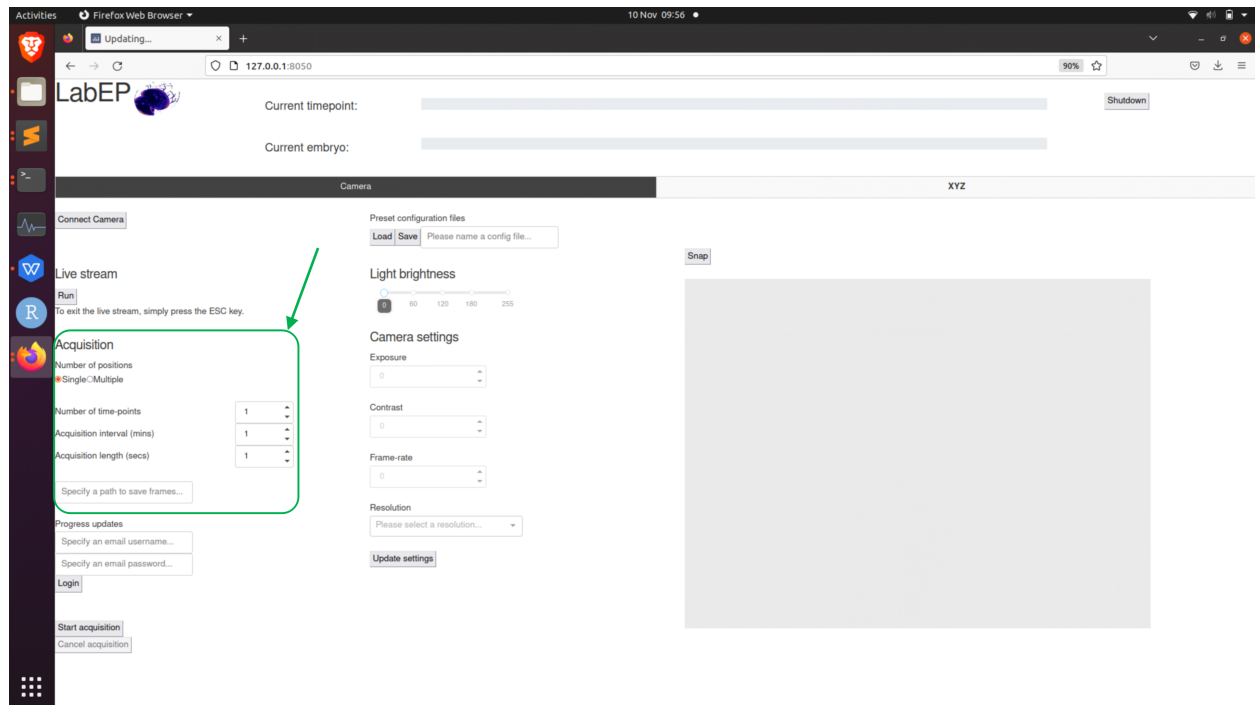 Activities Firefox Web Browser 10 Nov 09:56
Updating... × +
127.0.0.1:8050 90%
LabEP
Current timepoint:
Shutdown
Current embryo:
Camera XYZ
Connect Camera
Live stream
Run
To exit the live stream, simply press the ESC key.
Acquisition
Number of positions
Single Multiple
Number of time-points 1
Acquisition interval (mins) 1
Acquisition length (secs) 1
Specify a path to save frames...
Progress updates
Specify an email username...
Specify an email password...
Login
Start acquisition
Cancel acquisition
Preset configuration files
Load Save Please name a config file...
Light brightness
0 60 120 180 255
Camera settings
Exposure
0
Contrast
0
Frame-rate
0
Resolution
Please select a resolution...
Update settings
Snap